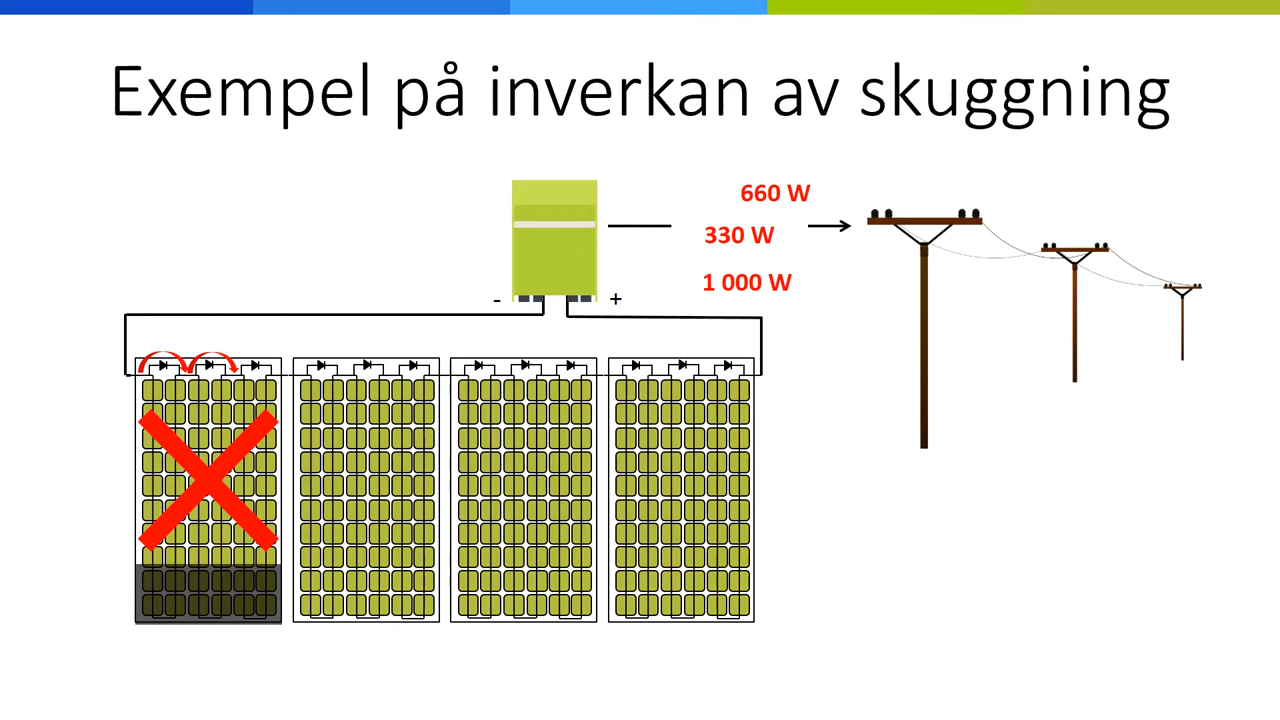 Exempel på inverkan av skuggning
660 W
330 W
1 000 W
- +